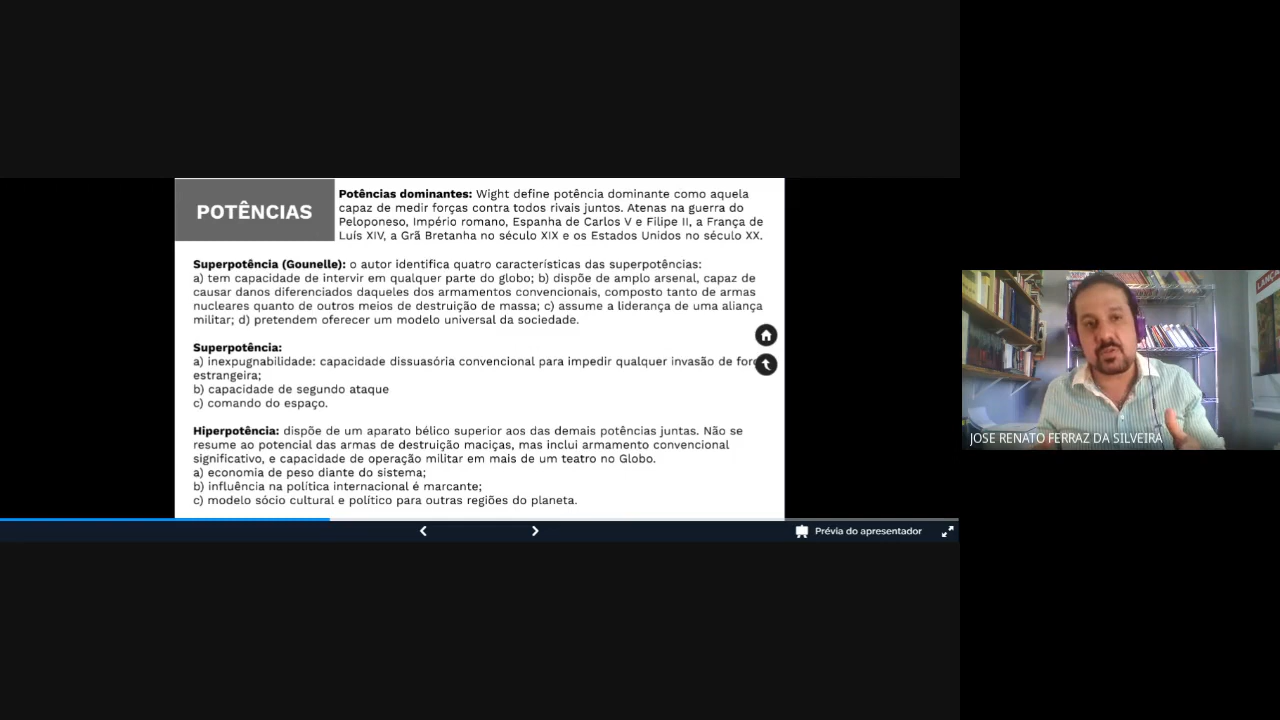 POTÊNCIAS
Potências dominantes: Wight define potência dominante como aquela
capaz de medir forças contra todos rivais juntos. Atenas na guerra do
Peloponeso, Império romano, Espanha de Carlos V e Filipe II, a França de
Luís XIV, a Grã Bretanha no século XIX e os Estados Unidos no século XX.
Superpotência (Gounelle): o autor identifica quatro características das superpotências:
a) tem capacidade de intervir em qualquer parte do globo; b) dispõe de amplo arsenal, capaz de
causar danos diferenciados daqueles dos armamentos convencionais, composto tanto de armas
nucleares quanto de outros meios de destruição de massa; c) assume a liderança de uma aliança
militar; d) pretendem oferecer um modelo universal da sociedade.
Superpotência:
a) inexpugnabilidade: capacidade dissuasória convencional para impedir qualquer invasão de
estrangeira;
b) capacidade de segundo ataque
c) comando do espaço.
Hiperpotência: dispõe de um aparato bélico superior aos das demais potências juntas. Não se
resume ao potencial das armas de destruição maciças, mas inclui armamento convencional
significativo, e capacidade de operação militar em mais de um teatro no Globo.
a) economia de peso diante do sistema;
b) influência na política internacional é marcante;
c) modelo sócio cultural e político para outras regiões do planeta.
Prévia do apresentador
JOSE RENATO FERRAZ DA SILVEIRA